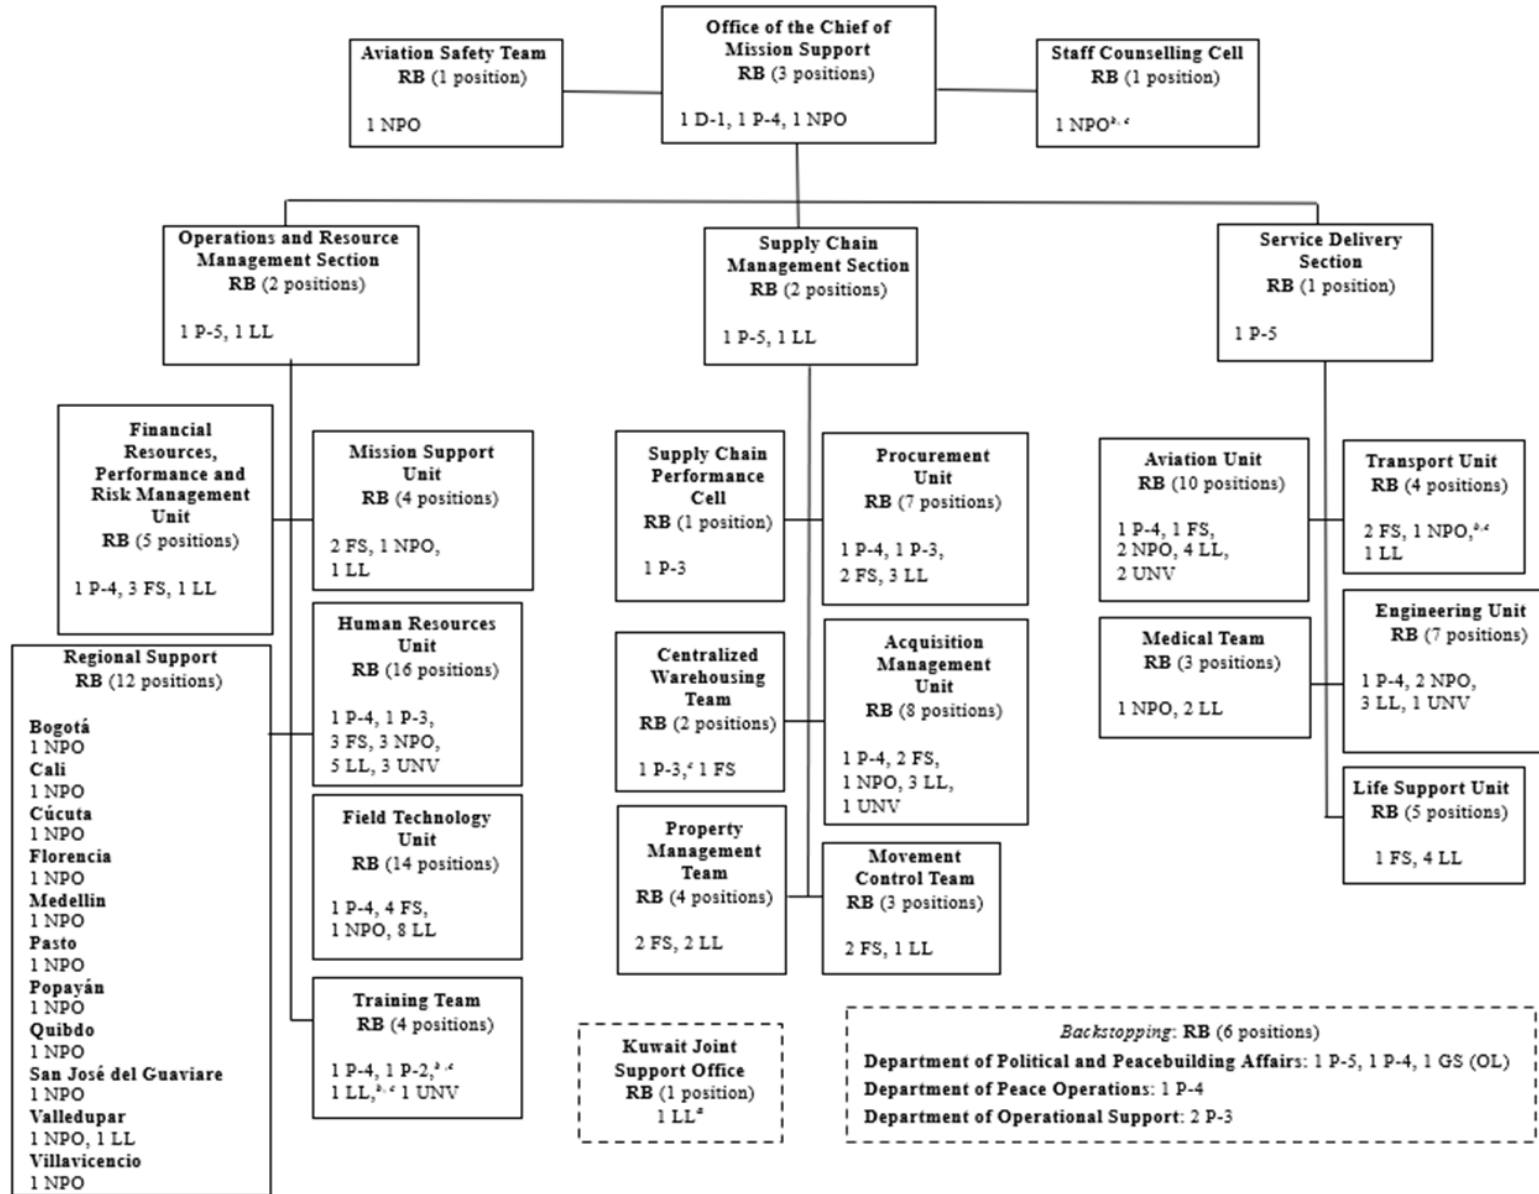 Office of the Chief of
Mission Support
RB (3 positions)
1 D-1, 1 P-4, 1 NPO
Aviation Safety Team
RB (1 position)
1 NPO
Staff Counselling Cell
RB (1 position)
1 NPOᵇ, ᶜ
Operations and Resource
Management Section
RB (2 positions)
1 P-5, 1 LL
Financial
Resources,
Performance and
Risk Management
Unit
RB (5 positions)
1 P-4, 3 FS, 1 LL
Mission Support
Unit
RB (4 positions)
2 FS, 1 NPO,
1 LL
Regional Support
RB (12 positions)
Bogotá
1 NPO
Cali
1 NPO
Cúcuta
1 NPO
Florencia
1 NPO
Medellin
1 NPO
Pasto
1 NPO
Popayán
1 NPO
Quibdo
1 NPO
San José del Guaviare
1 NPO
Valledupar
1 NPO, 1 LL
Villavicencio
1 NPO
Human Resources
Unit
RB (16 positions)
1 P-4, 1 P-3,
3 FS, 3 NPO,
5 LL, 3 UNV
Field Technology
Unit
RB (14 positions)
1 P-4, 4 FS,
1 NPO, 8 LL
Training Team
RB (4 positions)
1 P-4, 1 P-2,ᵇ,ᶜ
1 LL,ᵇ, ᶜ 1 UNV
Supply Chain
Management Section
RB (2 positions)
1 P-5, 1 LL
Supply Chain
Performance
Cell
RB (1 position)
1 P-3
Procurement
Unit
RB (7 positions)
1 P-4, 1 P-3,
2 FS, 3 LL
Centralized
Warehousing
Team
RB (2 positions)
1 P-3,ᶜ 1 FS
Acquisition
Management
Unit
RB (8 positions)
1 P-4, 2 FS,
1 NPO, 3 LL,
1 UNV
Property
Management
Team
RB (4 positions)
2 FS, 2 LL
Movement
Control Team
RB (3 positions)
2 FS, 1 LL
Service Delivery
Section
RB (1 position)
1 P-5
Aviation Unit
RB (10 positions)
1 P-4, 1 FS,
2 NPO, 4 LL,
2 UNV
Transport Unit
RB (4 positions)
2 FS, 1 NPO,ᵇ,ᶜ
1 LL
Medical Team
RB (3 positions)
1 NPO, 2 LL
Engineering Unit
RB (7 positions)
1 P-4, 2 NPO,
3 LL, 1 UNV
Life Support Unit
RB (5 positions)
1 FS, 4 LL
Kuwait Joint
Support Office
RB (1 position)
1 LLᵃ
Backstopping: RB (6 positions)
Department of Political and Peacebuilding Affairs: 1 P-5, 1 P-4, 1 GS (OL)
Department of Peace Operations: 1 P-4
Department of Operational Support: 2 P-3